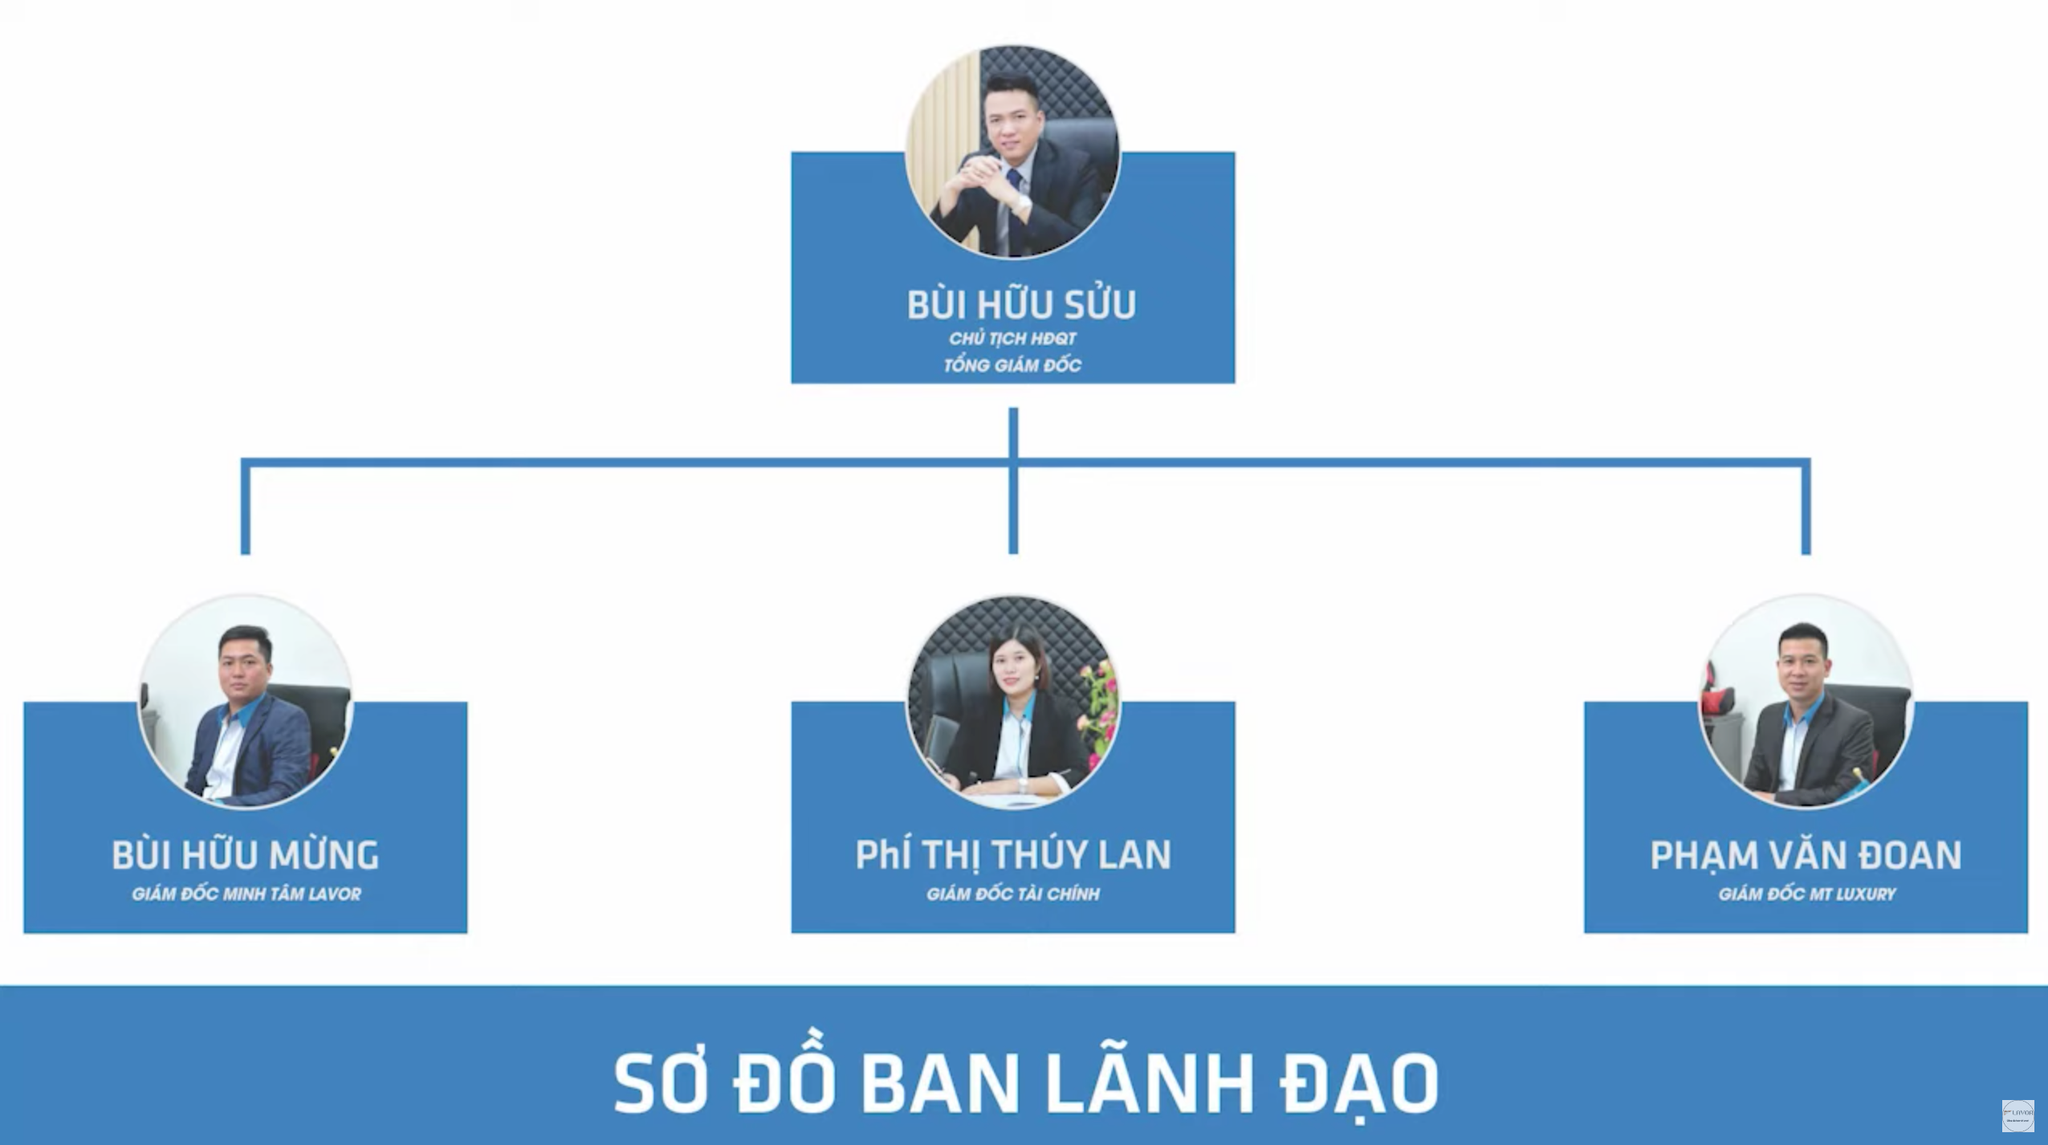 BÙI HỮU SỬU
CHỦ TỊCH HĐQT
TỔNG GIÁM ĐỐC
BÙI HỮU MỪNG
GIÁM ĐỐC MINH TÂM LAVOR
PhÍ THỊ THÚY LAN
GIÁM ĐỐC TÀI CHÍNH
PHẠM VĂN ĐOAN
GIÁM ĐỐC MT LUXURY
SƠ ĐỒ BAN LÃNH ĐẠO